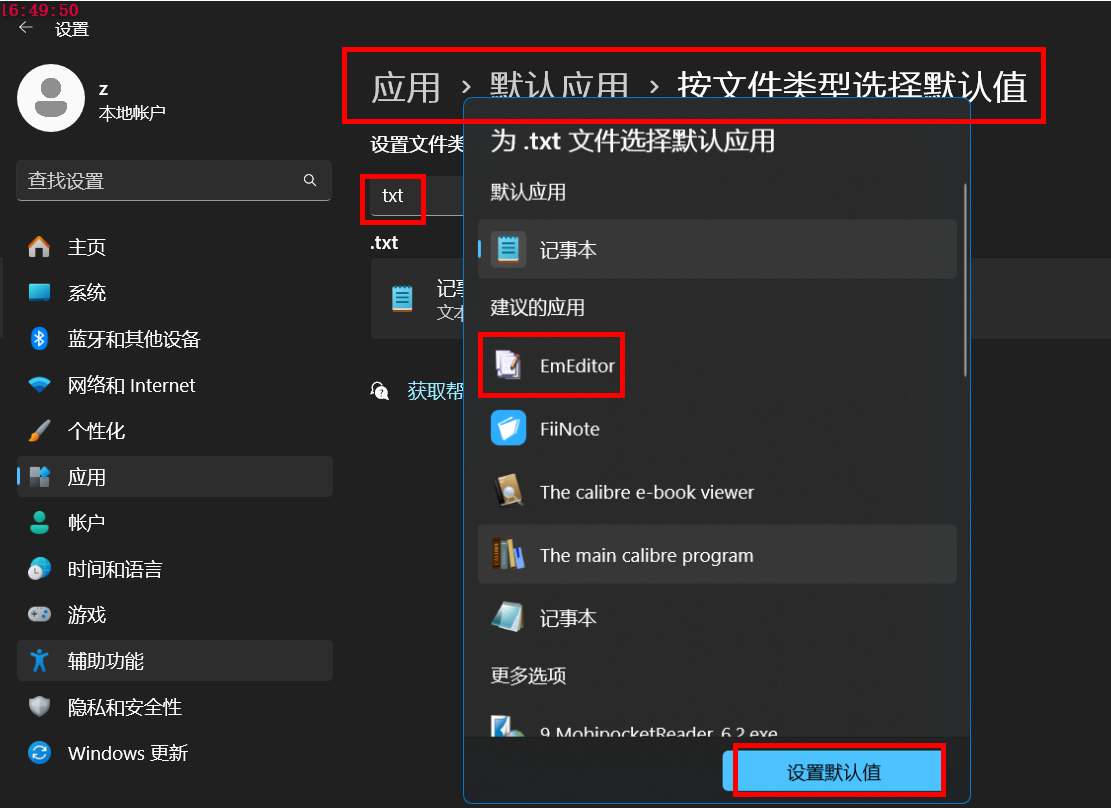 16:49:50
设置
z
本地帐户
查找设置
主页
系统
蓝牙和其他设备
网络和 Internet
个性化
应用
帐户
时间和语言
游戏
辅助功能
隐私和安全性
Windows 更新
应用 › 默认应用 › 按文件类型选择默认值
设置文件类
txt
.txt
记事
文本
获取帮
为 .txt 文件选择默认应用
默认应用
记事本
建议的应用
EmEditor
FiiNote
The calibre e-book viewer
The main calibre program
记事本
更多选项
9 MobipocketReader_6.2.exe
设置默认值